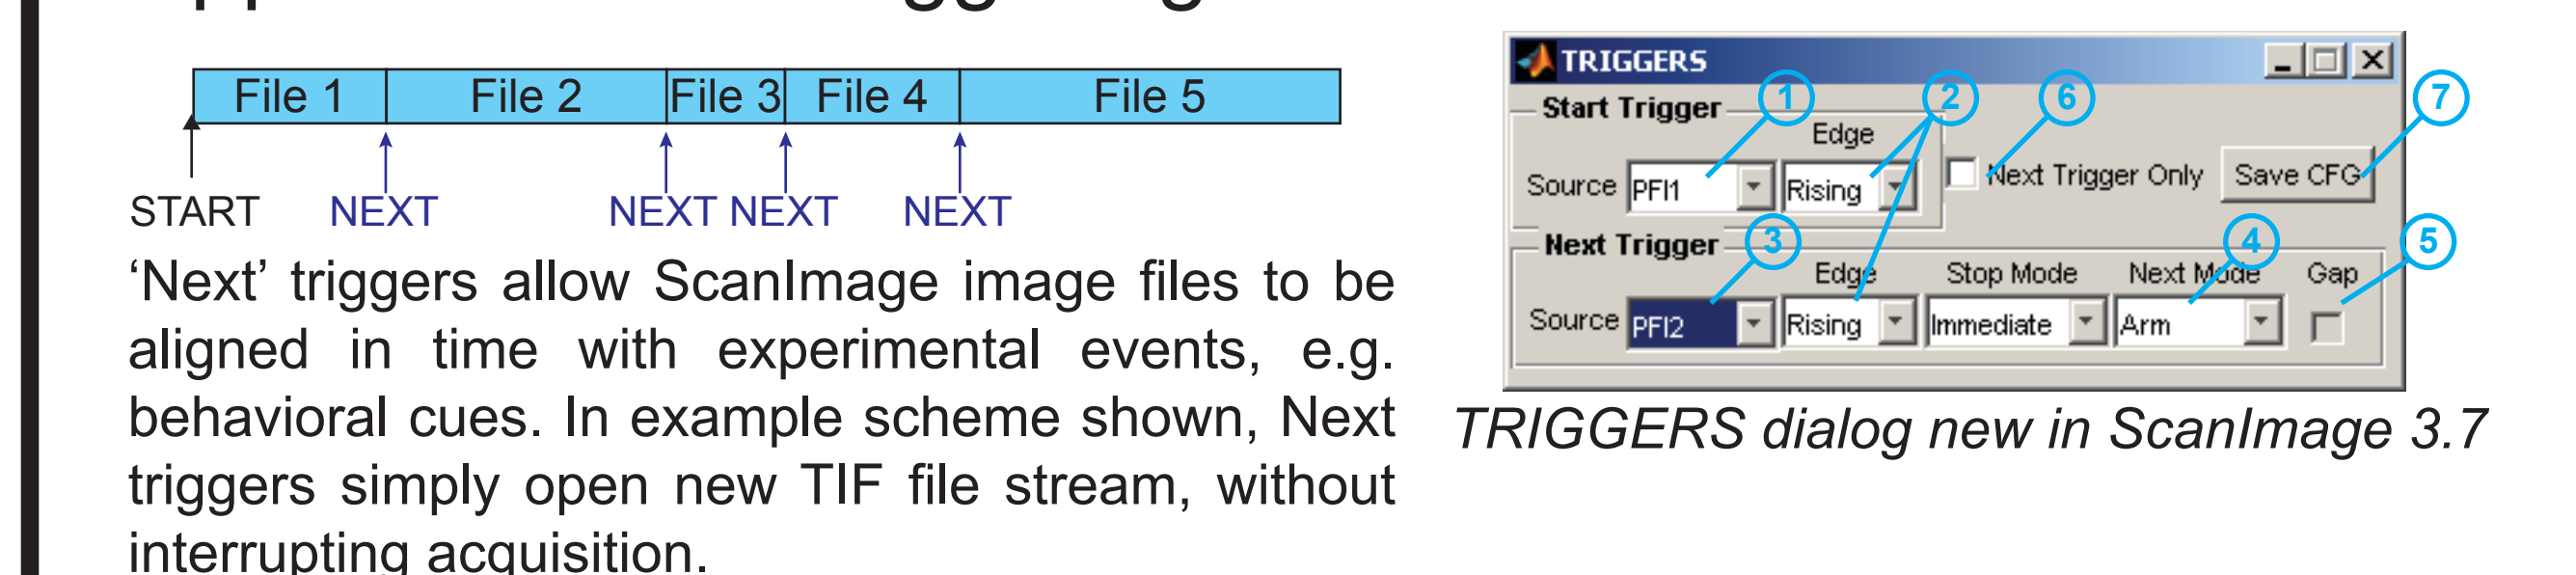 File 1 File 2 File 3 File 4 File 5
START NEXT NEXT NEXT NEXT
‘Next’ triggers allow ScanImage image files to be
aligned in time with experimental events, e.g.
behavioral cues. In example scheme shown, Next
triggers simply open new TIF file stream, without
interrupting acquisition.
TRIGGERS
Start Trigger 1 2 6 7
Edge
Source PFI1 Rising Next Trigger Only Save CFG
Next Trigger 3 4 5
Edge Stop Mode Next Mode Gap
Source PFI2 Rising Immediate Arm
TRIGGERS dialog new in ScanImage 3.7